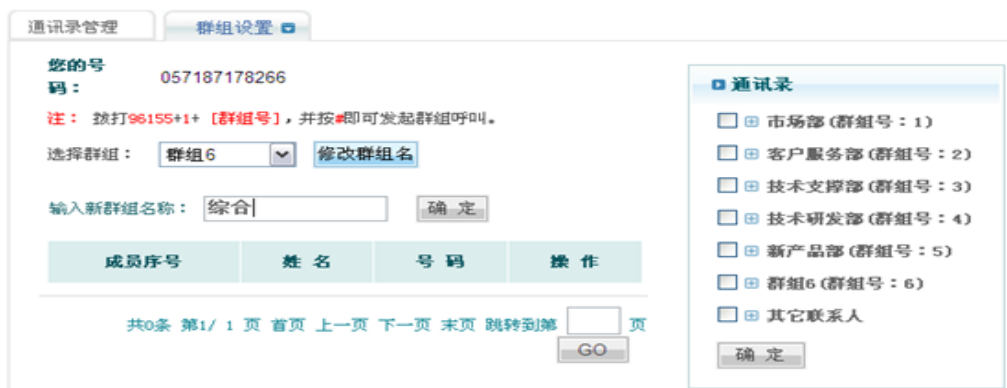 通讯录管理
群组设置
您的号
码：
057187178266
注： 拨打96155+1+ [群组号]，并按#即可发起群组呼叫。
选择群组：
群组6
修改群组名
输入新群组名称：
综合
确 定
成员序号
姓 名
号 码
操 作
共0条 第1/ 1 页 首页 上一页 下一页 末页 跳转到第 页
GO
通讯录
市场部(群组号：1)
客户服务部(群组号：2)
技术支撑部(群组号：3)
技术研发部(群组号：4)
新产品部(群组号：5)
群组6(群组号：6)
其它联系人
确 定